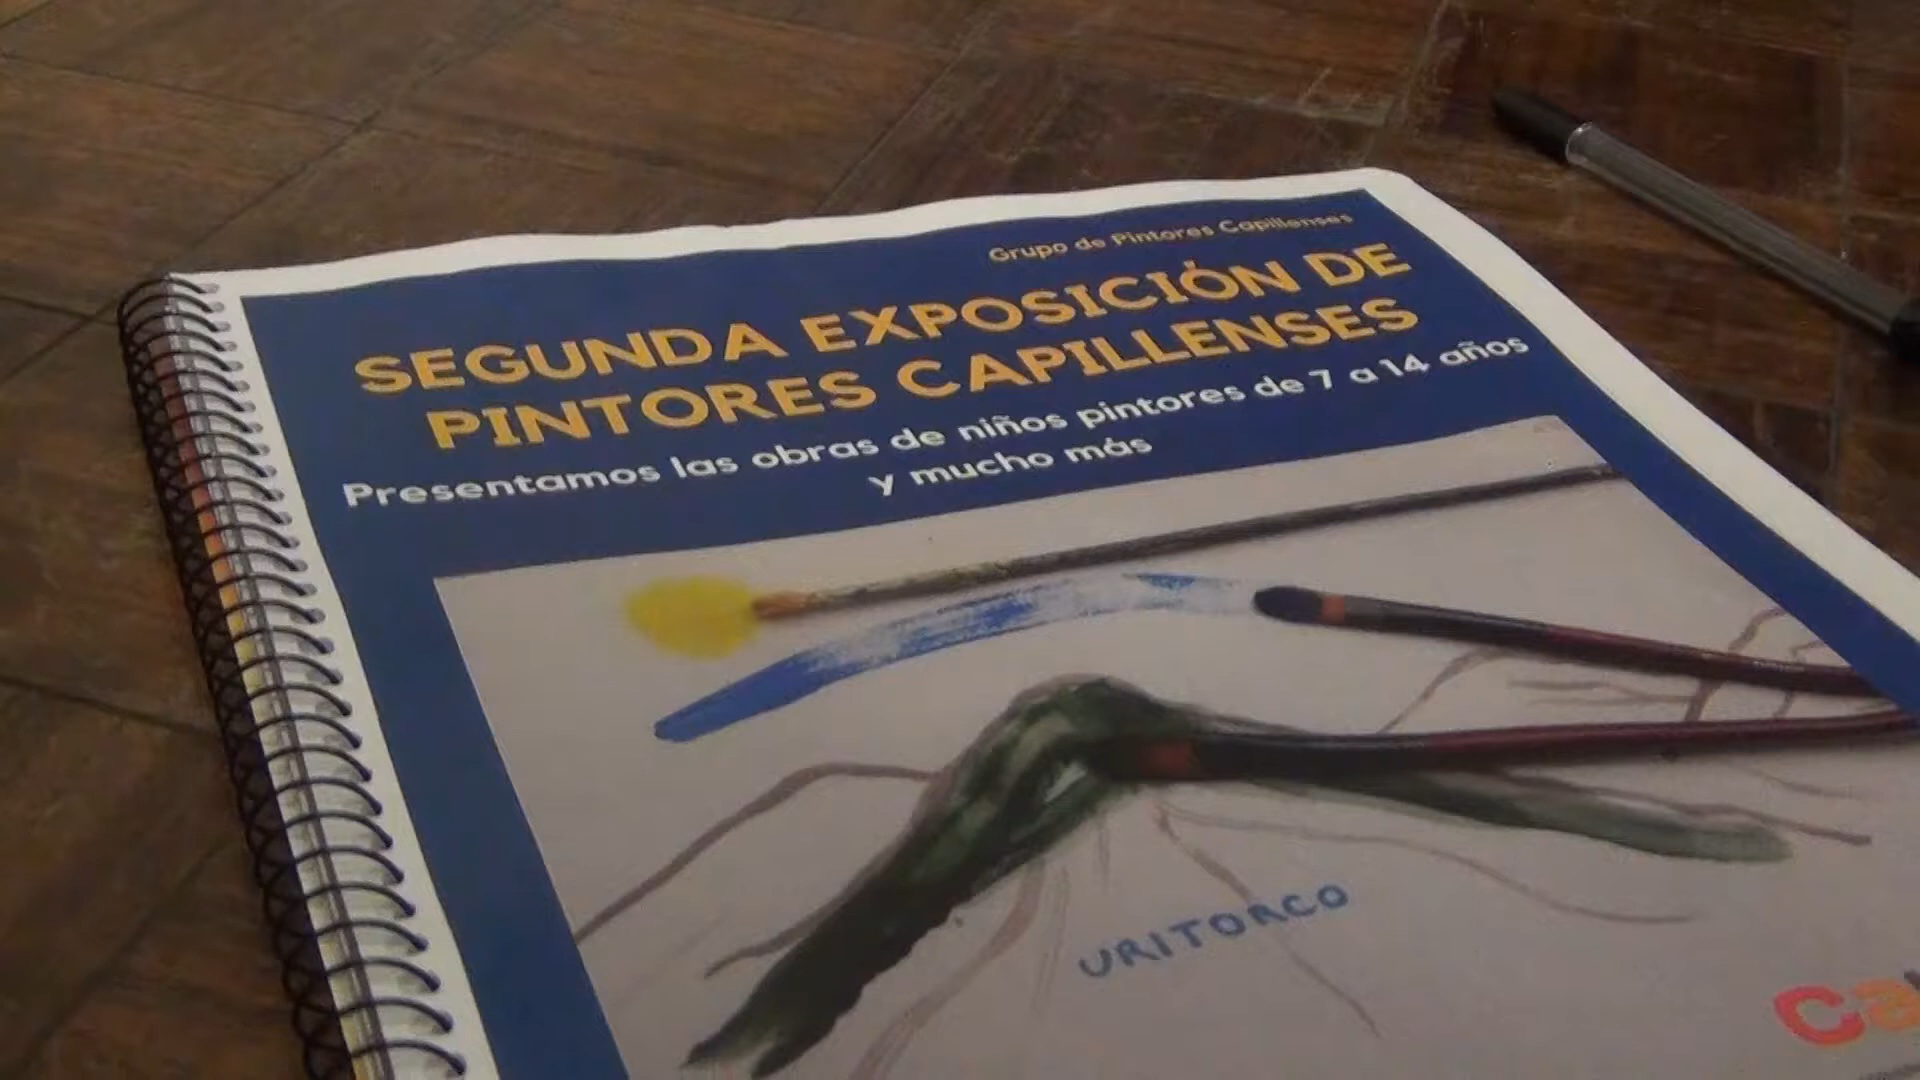 Grupo de Pintores Capillenses
SEGUNDA EXPOSICIÓN DE
PINTORES CAPILLENSES
Presentamos las obras de niños pintores de 7 a 14 años
y mucho más
URITORCO